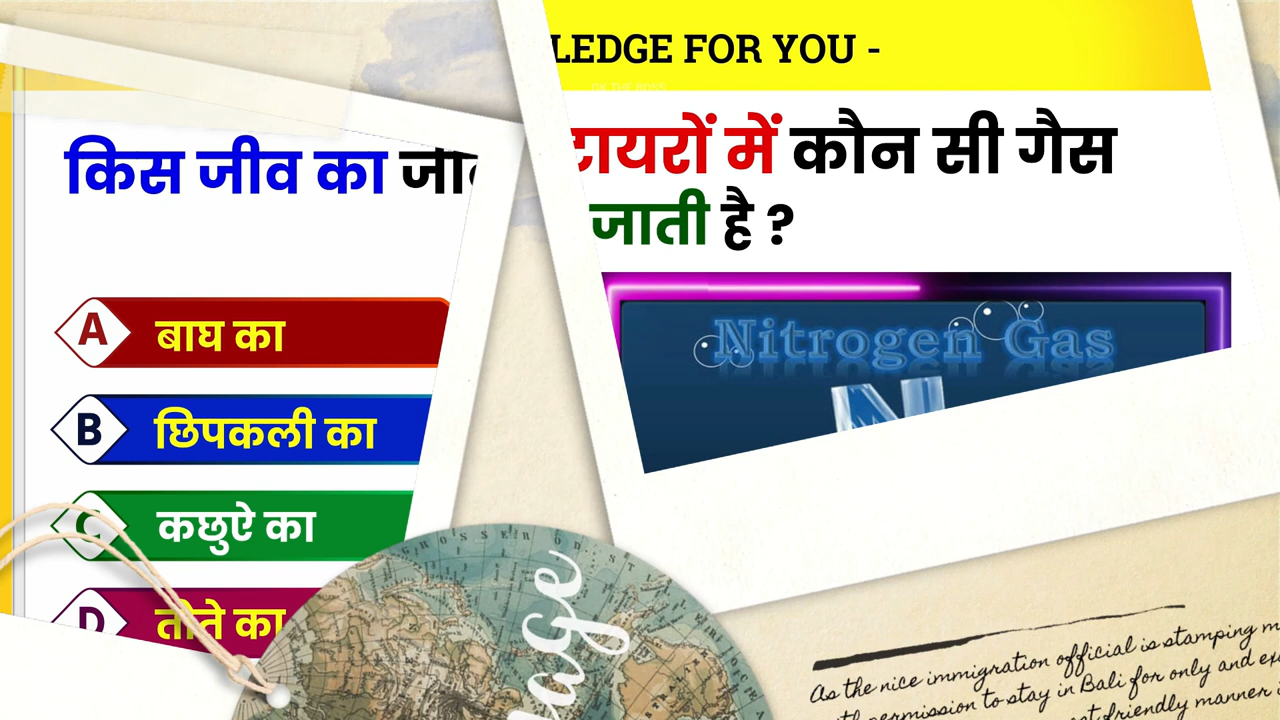 LEDGE FOR YOU -
किस जीव का
टायरों में कौन सी गैस
जाती है ?
A बाघ का
B छिपकली का
C कछुऐ का
D तोते का
Nitrogen Gas
N
As the nice immigration official is stamping
permission to stay in Bali for only and
friendly manner